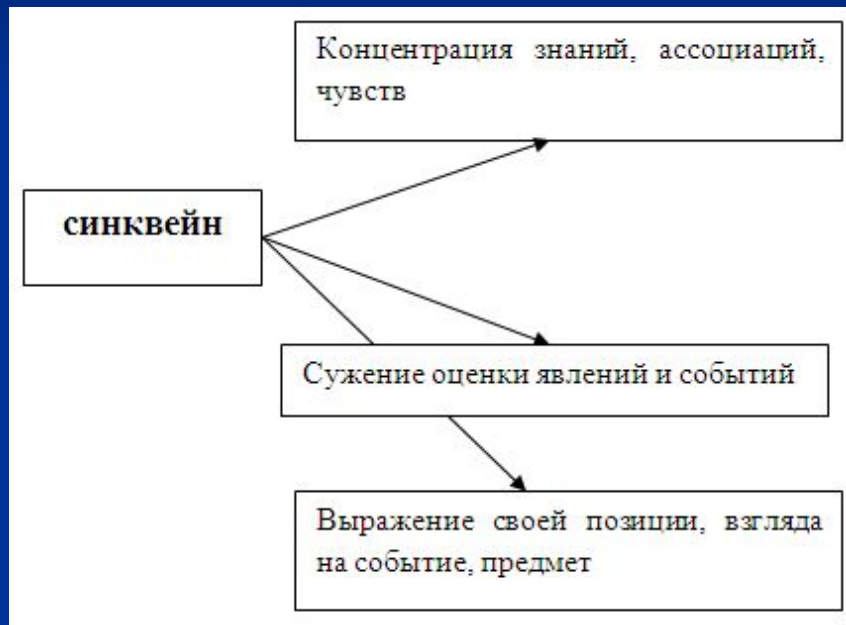 Концентрация знаний, ассоциаций,
чувств
синквейн
Сужение оценки явлений и событий
Выражение своей позиции, взгляда
на событие, предмет